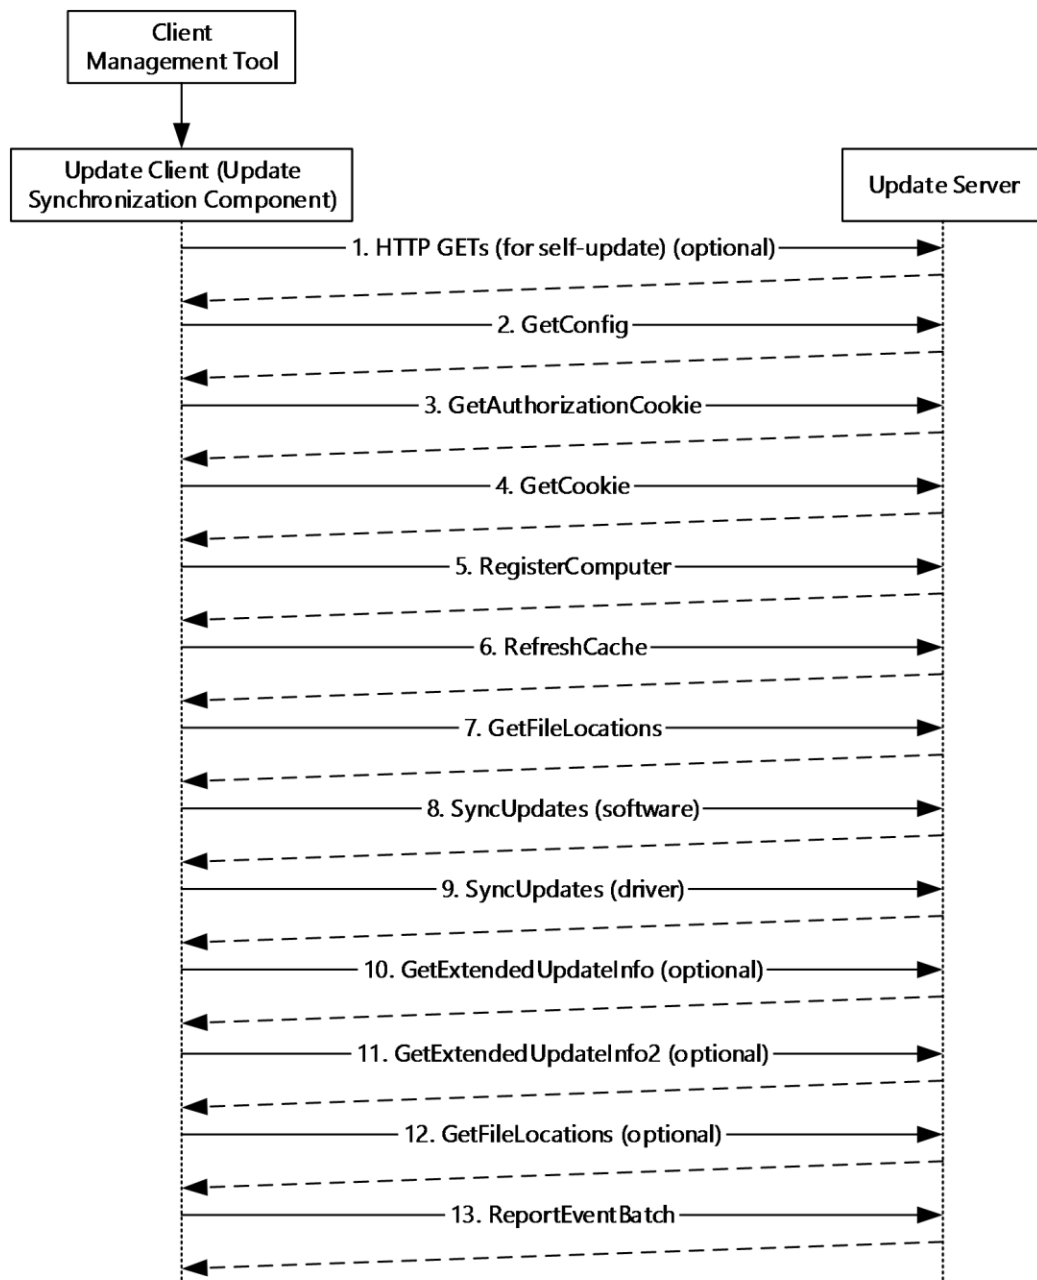 Client
Management Tool
Update Client (Update
Synchronization Component)
Update Server
1. HTTP GETs (for self-update) (optional)
2. GetConfig
3. GetAuthorizationCookie
4. GetCookie
5. RegisterComputer
6. RefreshCache
7. GetFileLocations
8. SyncUpdates (software)
9. SyncUpdates (driver)
10. GetExtendedUpdateInfo (optional)
11. GetExtendedUpdateInfo2 (optional)
12. GetFileLocations (optional)
13. ReportEventBatch